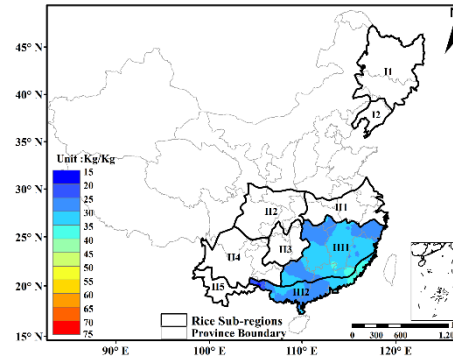 N
45° N
40° N
35° N
30° N
25° N
20° N
15° N
I1
I2
Unit :Kg/Kg
15
20
25
30
35
40
45
50
55
60
65
70
75
II1
II2
II3
II4
II5
III1
III2
Rice Sub-regions
Province Boundary
0 300 600
90° E 100° E 110° E 120° E